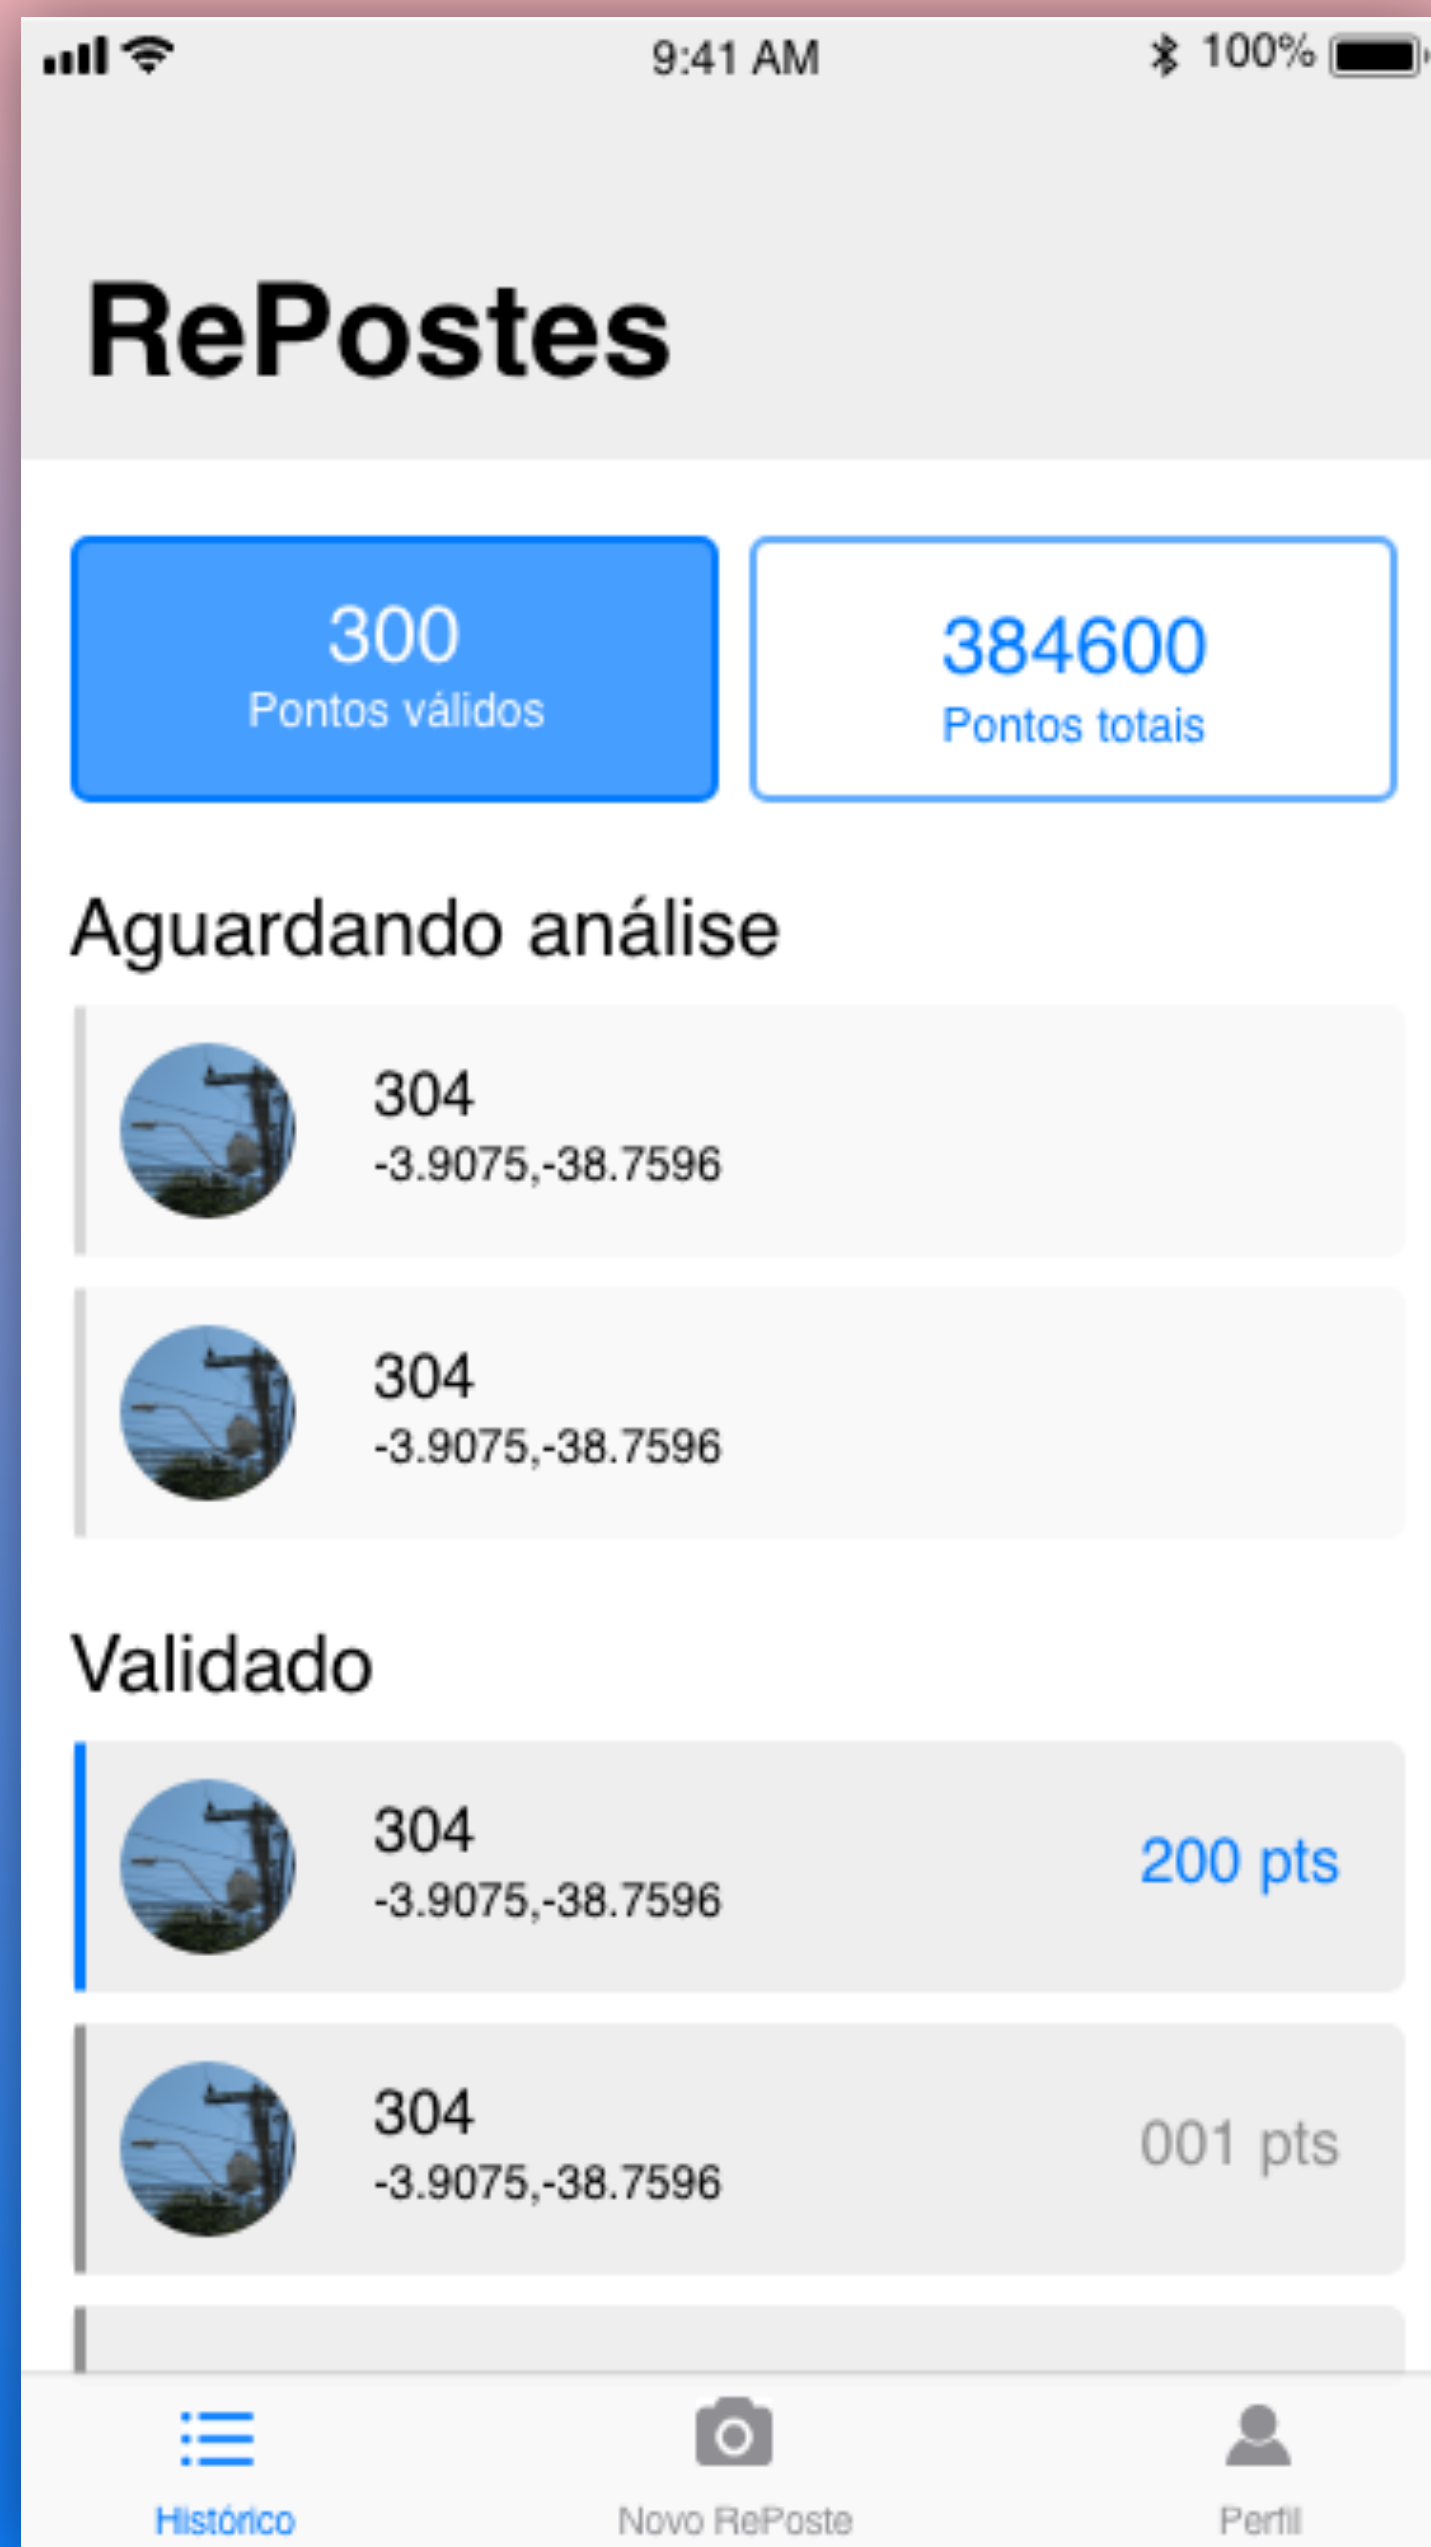 9:41 AM
100%
RePostes
300
Pontos válidos
384600
Pontos totais
Aguardando análise
304
-3.9075,-38.7596
304
-3.9075,-38.7596
Validado
304
-3.9075,-38.7596
200 pts
304
-3.9075,-38.7596
001 pts
Histórico
Novo RePoste
Perfil